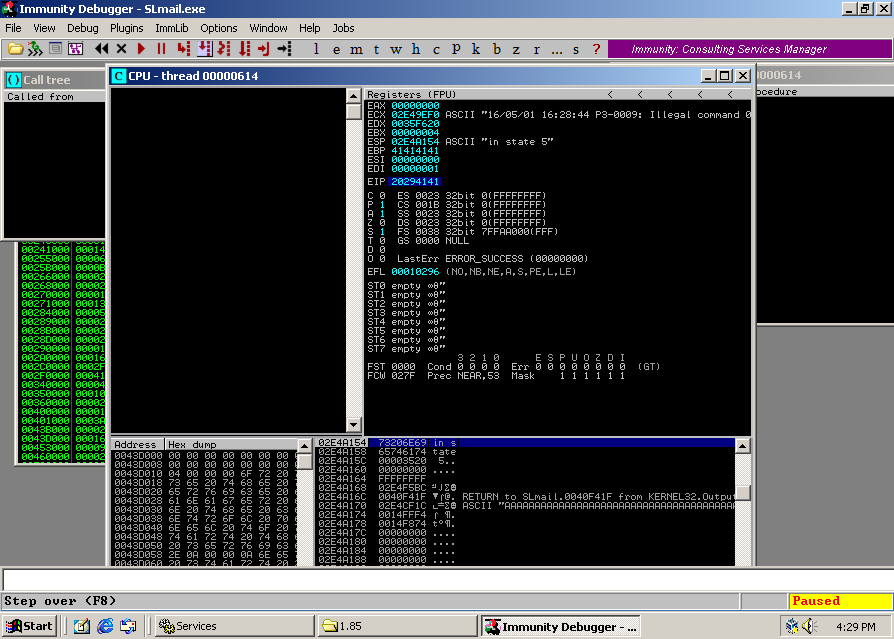 Immunity Debugger - SLmail.exe
File View Debug Plugins ImmLib Options Window Help Jobs
l e m t w h c p k b z r ... s ?
Immunity: Consulting Services Manager
Call tree
Called from
CPU - thread 00000614
0000614
ocedure
Registers (FPU) < < < < <
EAX 00000000
ECX 02E49EF0 ASCII "16/05/01 16:28:44 P3-0009: Illegal command 0
EDX 0035F620
EBX 00000004
ESP 02E4A154 ASCII "in state 5"
EBP 41414141
ESI 00000000
EDI 00000001
EIP 20294141
C 0 ES 0023 32bit 0(FFFFFFFF)
P 1 CS 001B 32bit 0(FFFFFFFF)
A 1 SS 0023 32bit 0(FFFFFFFF)
Z 0 DS 0023 32bit 0(FFFFFFFF)
S 1 FS 0038 32bit 7FFAA000(FFF)
T 0 GS 0000 NULL
D 0
O 0 LastErr ERROR_SUCCESS (00000000)
EFL 00010296 (NO,NB,NE,A,S,PE,L,LE)
ST0 empty
ST1 empty
ST2 empty
ST3 empty
ST4 empty
ST5 empty
ST6 empty
ST7 empty
3 2 1 0 E S P U O Z D I
FST 0000 Cond 0 0 0 0 Err 0 0 0 0 0 0 0 0 (GT)
FCW 027F Prec NEAR,53 Mask 1 1 1 1 1 1
00241000 00014
00255000 00006
0025B000 0000B
00266000 00002
00268000 00002
00270000 00001
00271000 00013
00284000 00005
00289000 00002
0028B000 00002
0028D000 00002
00290000 00001
002A0000 00016
002C0000 00041
002F0000 00041
00340000 00004
00350000 00010
00360000 00002
00400000 00001
00401000 0003A
0043B000 00002
0043D000 00016
00453000 00009
00460000 00002
Address Hex dump
0043D000 00 00 00 00 00 00 00 00
0043D008 00 00 00 00 00 00 00 00
0043D010 04 00 00 00 6F 72 20
0043D018 73 65 20 74 68 65 20
0043D020 65 72 76 69 63 65 20
0043D028 61 6E 61 67 65 72 20
0043D030 6E 20 74 68 65 20 63
0043D038 6E 74 72 6F 6C 20 70
0043D040 6E 65 6C 20 74 6F 20
0043D048 74 61 72 74 20 74 68
0043D050 20 73 65 72 76 69 63
0043D058 2E 0A 00 00 0A 6E 65
0043D060 20 73 74 61 72 74 20
02E4A154 73206E69 in s
02E4A158 65746174 tate
02E4A15C 00003520 5..
02E4A160 00000000 ....
02E4A164 FFFFFFFF
02E4A168 02E4F5BC
02E4A16C 0040F41F RETURN to SLmail.0040F41F from KERNEL32.Output
02E4A170 02E4CF1C ASCII "AAAAAAAAAAAAAAAAAAAAAAAAAAAAAAAAAA
02E4A174 0014FFF4
02E4A178 0014F874
02E4A17C 00000000 ....
02E4A180 00000000 ....
02E4A184 00000000 ....
02E4A188 00000000 ....
Step over (F8)
Paused
Start
Services
1.85
Immunity Debugger - ...
4:29 PM